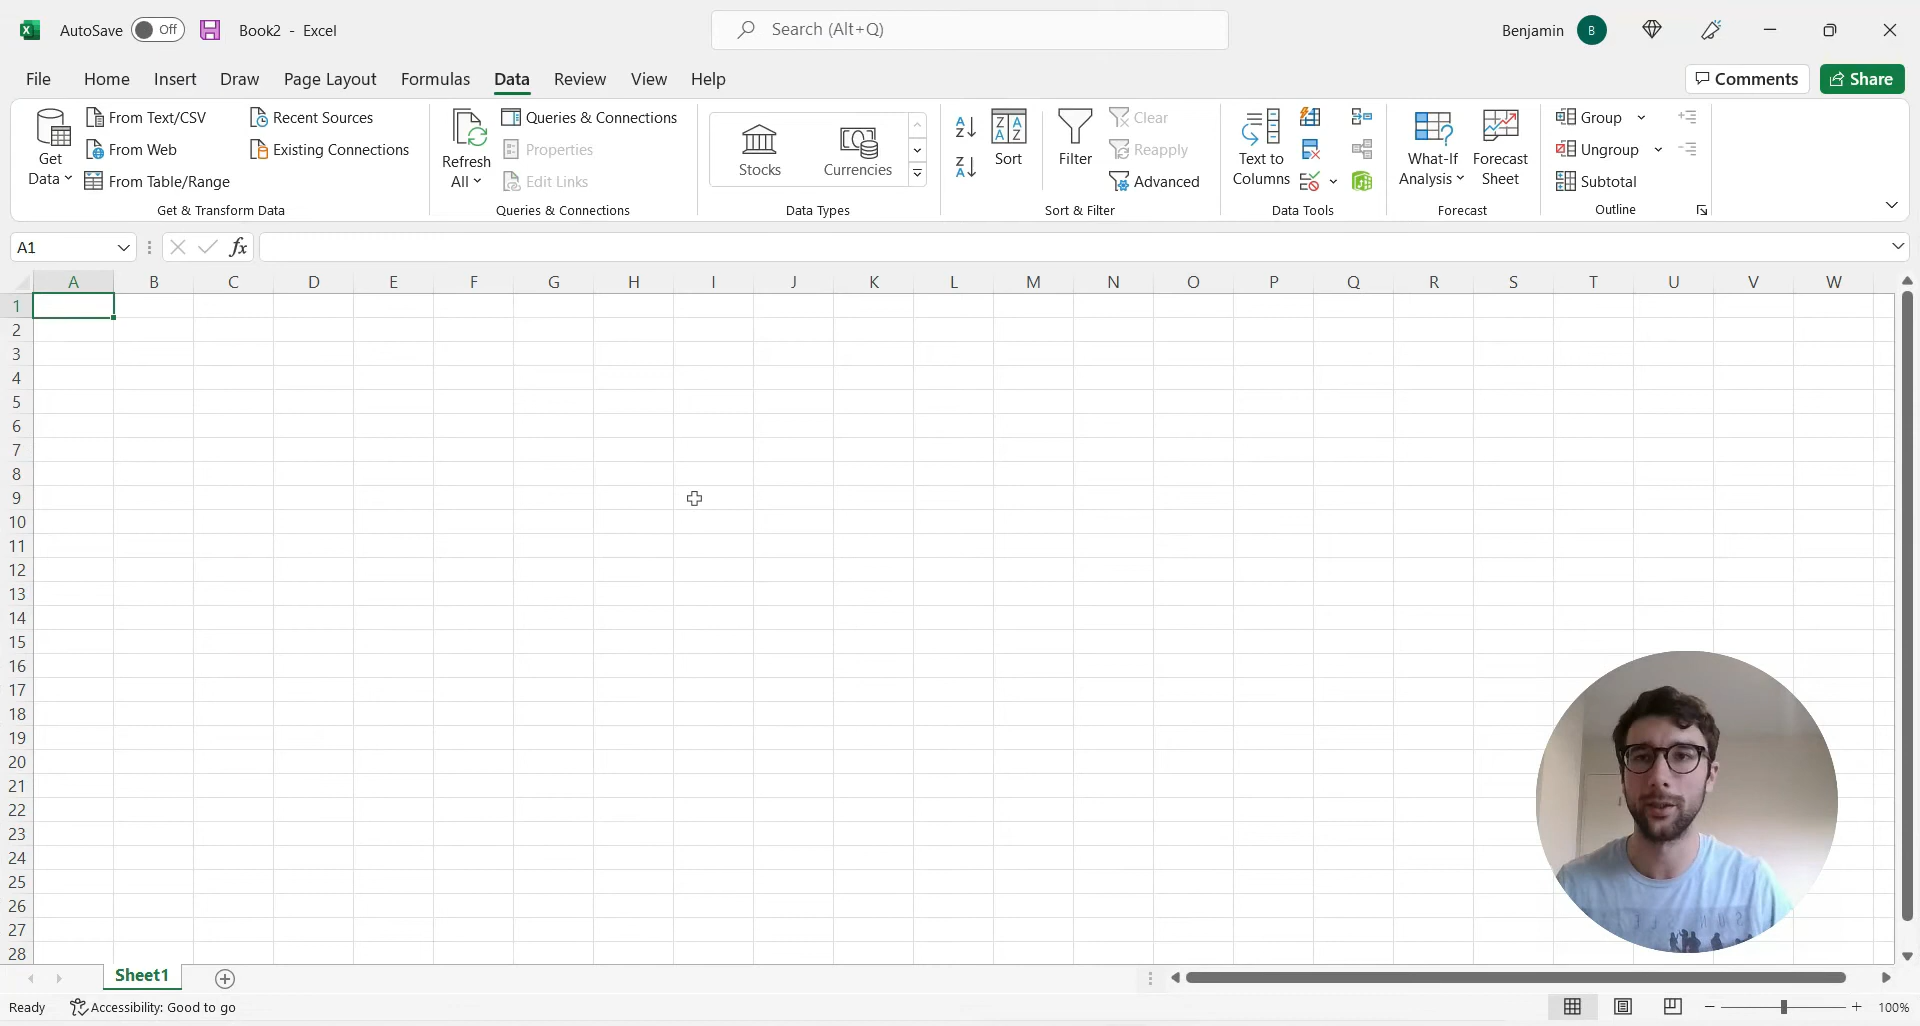 AutoSave Off Book2 - Excel Search (Alt+Q) Benjamin B
File Home Insert Draw Page Layout Formulas Data Review View Help Comments Share
Get Data
From Text/CSV
From Web
From Table/Range
Recent Sources
Existing Connections
Get & Transform Data
Refresh All
Queries & Connections
Properties
Edit Links
Queries & Connections
Stocks
Currencies
Data Types
Sort
Filter
Clear
Reapply
Advanced
Sort & Filter
Text to Columns
Data Tools
What-If Analysis
Forecast Sheet
Forecast
Group
Ungroup
Subtotal
Outline
A1 fx
A B C D E F G H I J K L M N O P Q R S T U V W
1
2
3
4
5
6
7
8
9
10
11
12
13
14
15
16
17
18
19
20
21
22
23
24
25
26
27
28
Sheet1
Ready Accessibility: Good to go 100%